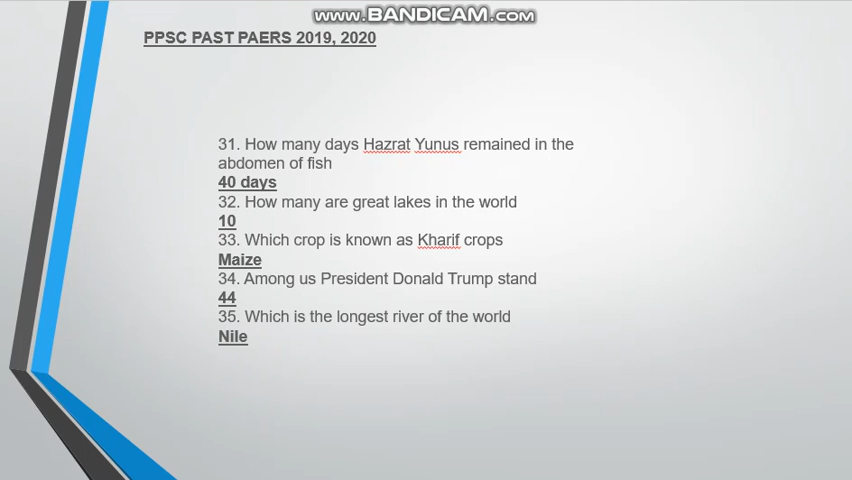 www.BANDICAM.com
PPSC PAST PAERS 2019, 2020
31. How many days Hazrat Yunus remained in the
abdomen of fish
40 days
32. How many are great lakes in the world
10
33. Which crop is known as Kharif crops
Maize
34. Among us President Donald Trump stand
44
35. Which is the longest river of the world
Nile